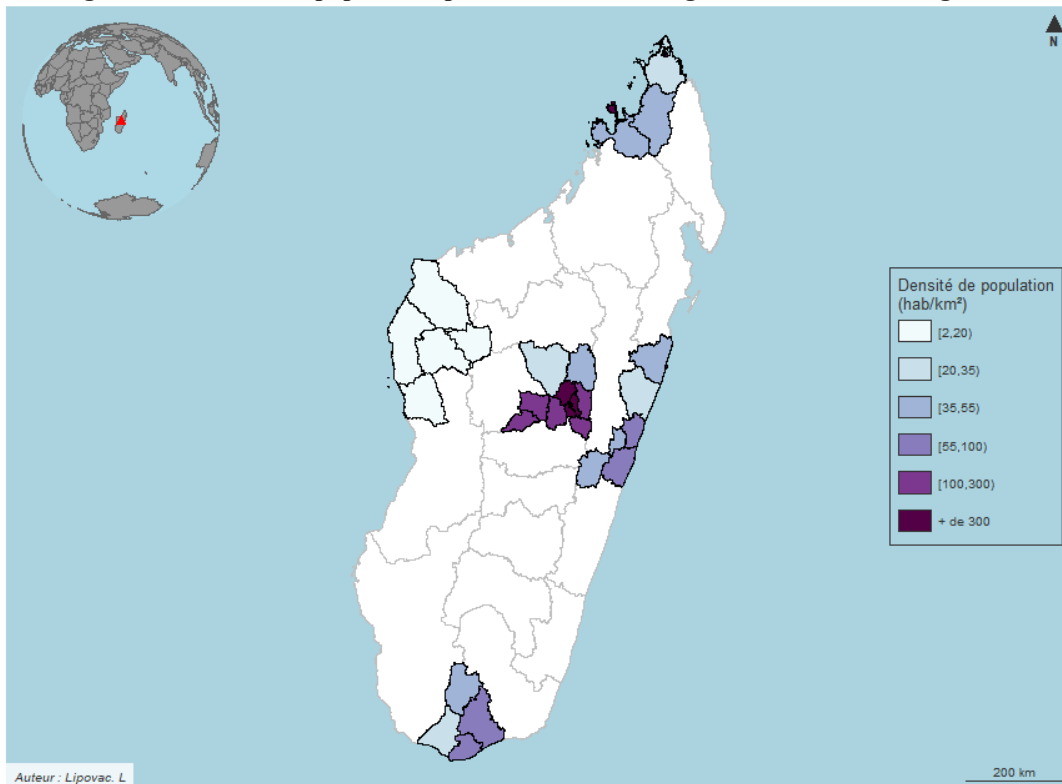 N
Densité de population
(hab/km²)
[2,20)
[20,35)
[35,55)
[55,100)
[100,300)
+ de 300
Auteur : Lipovac. L
200 km